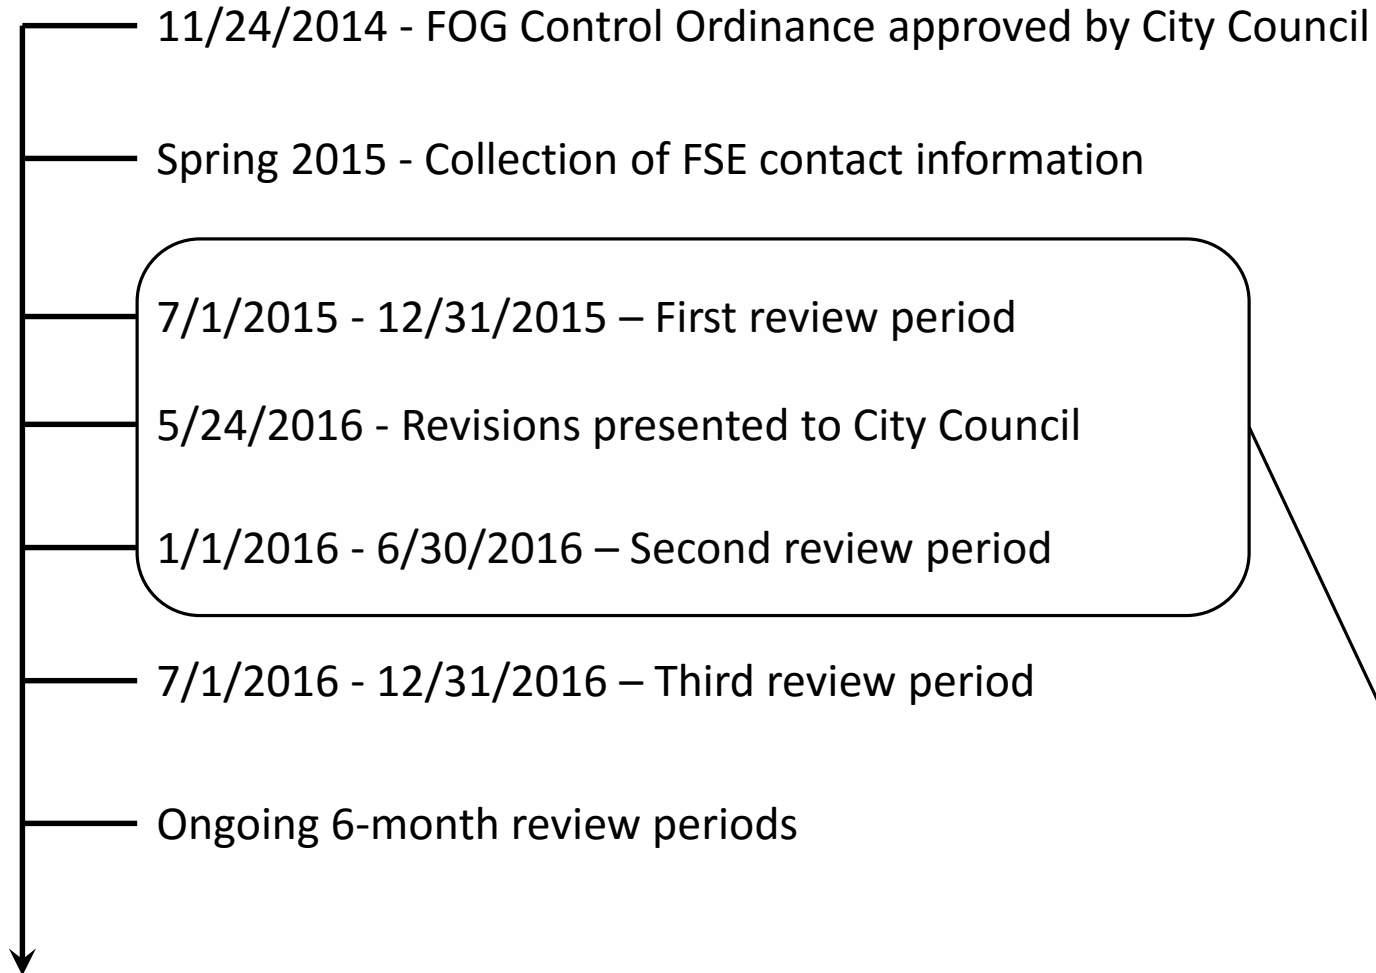 11/24/2014 - FOG Control Ordinance approved by City Council
Spring 2015 - Collection of FSE contact information
7/1/2015 - 12/31/2015 – First review period
5/24/2016 - Revisions presented to City Council
1/1/2016 - 6/30/2016 – Second review period
7/1/2016 - 12/31/2016 – Third review period
Ongoing 6-month review periods